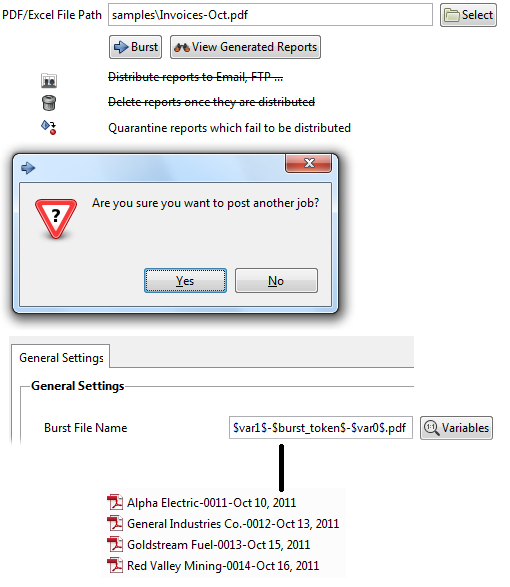 PDF/Excel File Path samples\Invoices-Oct.pdf Select
Burst View Generated Reports
Distribute reports to Email, FTP ...
Delete reports once they are distributed
Quarantine reports which fail to be distributed
Are you sure you want to post another job?
Yes No
General Settings
General Settings
Burst File Name $var1$-$burst_token$-$var0$.pdf Variables
Alpha Electric-0011-Oct 10, 2011
General Industries Co.-0012-Oct 13, 2011
Goldstream Fuel-0013-Oct 15, 2011
Red Valley Mining-0014-Oct 16, 2011